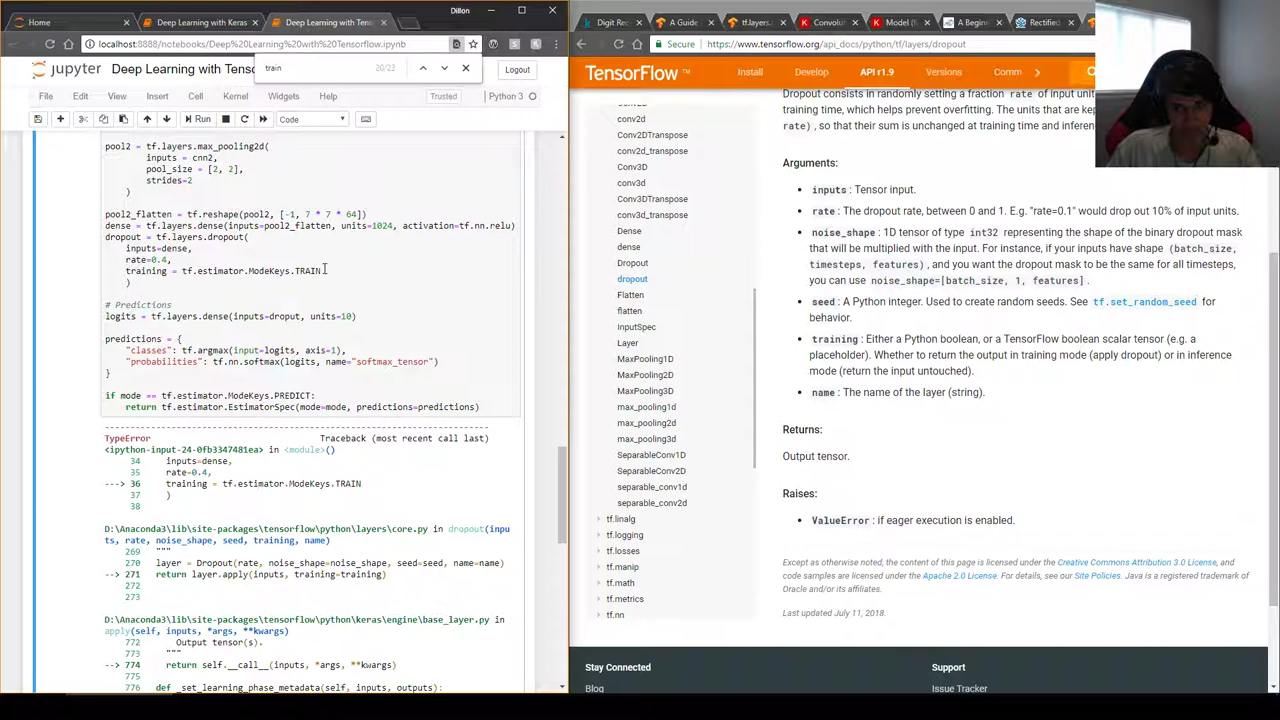 Dillon
Home
Deep Learning with Keras
Deep Learning with Tens
localhost:8888/notebooks/Deep%20Learning%20with%20Tensorflow.ipynb
train
20/23
jupyter
Deep Learning with Tens
Logout
File
Edit
View
Insert
Cell
Kernel
Widgets
Help
Trusted
Python 3
Run
Code
pool2 = tf.layers.max_pooling2d(
inputs = cnn2,
pool_size = [2, 2],
strides=2
)
pool2_flatten = tf.reshape(pool2, [-1, 7 * 7 * 64])
dense = tf.layers.dense(inputs=pool2_flatten, units=1024, activation=tf.nn.relu)
dropout = tf.layers.dropout(
inputs=dense,
rate=0.4,
training = tf.estimator.ModeKeys.TRAIN
)
# Predictions
logits = tf.layers.dense(inputs=droput, units=10)
predictions = {
"classes": tf.argmax(input=logits, axis=1),
"probabilities": tf.nn.softmax(logits, name="softmax_tensor")
}
if mode == tf.estimator.ModeKeys.PREDICT:
return tf.estimator.EstimatorSpec(mode=mode, predictions=predictions)
---------------------------------------------------------------------------
TypeError Traceback (most recent call last)
<ipython-input-24-0fb3347481ea> in <module>()
34 inputs=dense,
35 rate=0.4,
---> 36 training = tf.estimator.ModeKeys.TRAIN
37 )
38
D:\Anaconda3\lib\site-packages\tensorflow\python\layers\core.py in dropout(inpu
ts, rate, noise_shape, seed, training, name)
269 """
270 layer = Dropout(rate, noise_shape=noise_shape, seed=seed, name=name)
--> 271 return layer.apply(inputs, training=training)
272
273
D:\Anaconda3\lib\site-packages\tensorflow\python\keras\engine\base_layer.py in
apply(self, inputs, *args, **kwargs)
772 Output tensor(s).
773 """
--> 774 return self.__call__(inputs, *args, **kwargs)
775
776 def _set_learning_phase_metadata(self, inputs, outputs):
Digit Rec
A Guide
tf.layers.
Convolut
Model (f
A Begin
Rectified
Secure
https://www.tensorflow.org/api_docs/python/tf/layers/dropout
TensorFlow™
Install
Develop
API r1.9
Versions
Comm
conv2d
Conv2DTranspose
conv2d_transpose
Conv3D
conv3d
Conv3DTranspose
conv3d_transpose
Dense
dense
Dropout
dropout
Flatten
flatten
InputSpec
Layer
MaxPooling1D
MaxPooling2D
MaxPooling3D
max_pooling1d
max_pooling2d
max_pooling3d
SeparableConv1D
SeparableConv2D
separable_conv1d
separable_conv2d
tf.linalg
tf.logging
tf.losses
tf.manip
tf.math
tf.metrics
tf.nn
Dropout consists in randomly setting a fraction rate of input uni
training time, which helps prevent overfitting. The units that are kep
rate), so that their sum is unchanged at training time and inferen
Arguments:
inputs: Tensor input.
rate: The dropout rate, between 0 and 1. E.g. "rate=0.1" would drop out 10% of input units.
noise_shape: 1D tensor of type int32 representing the shape of the binary dropout mask
that will be multiplied with the input. For instance, if your inputs have shape (batch_size,
timesteps, features), and you want the dropout mask to be the same for all timesteps,
you can use noise_shape=[batch_size, 1, features].
seed: A Python integer. Used to create random seeds. See tf.set_random_seed for
behavior.
training: Either a Python boolean, or a TensorFlow boolean scalar tensor (e.g. a
placeholder). Whether to return the output in training mode (apply dropout) or in inference
mode (return the input untouched).
name: The name of the layer (string).
Returns:
Output tensor.
Raises:
ValueError: if eager execution is enabled.
Except as otherwise noted, the content of this page is licensed under the Creative Commons Attribution 3.0 License, and
code samples are licensed under the Apache 2.0 License. For details, see our Site Policies. Java is a registered trademark of
Oracle and/or its affiliates.
Last updated July 11, 2018.
Stay Connected
Support
Blog
Issue Tracker